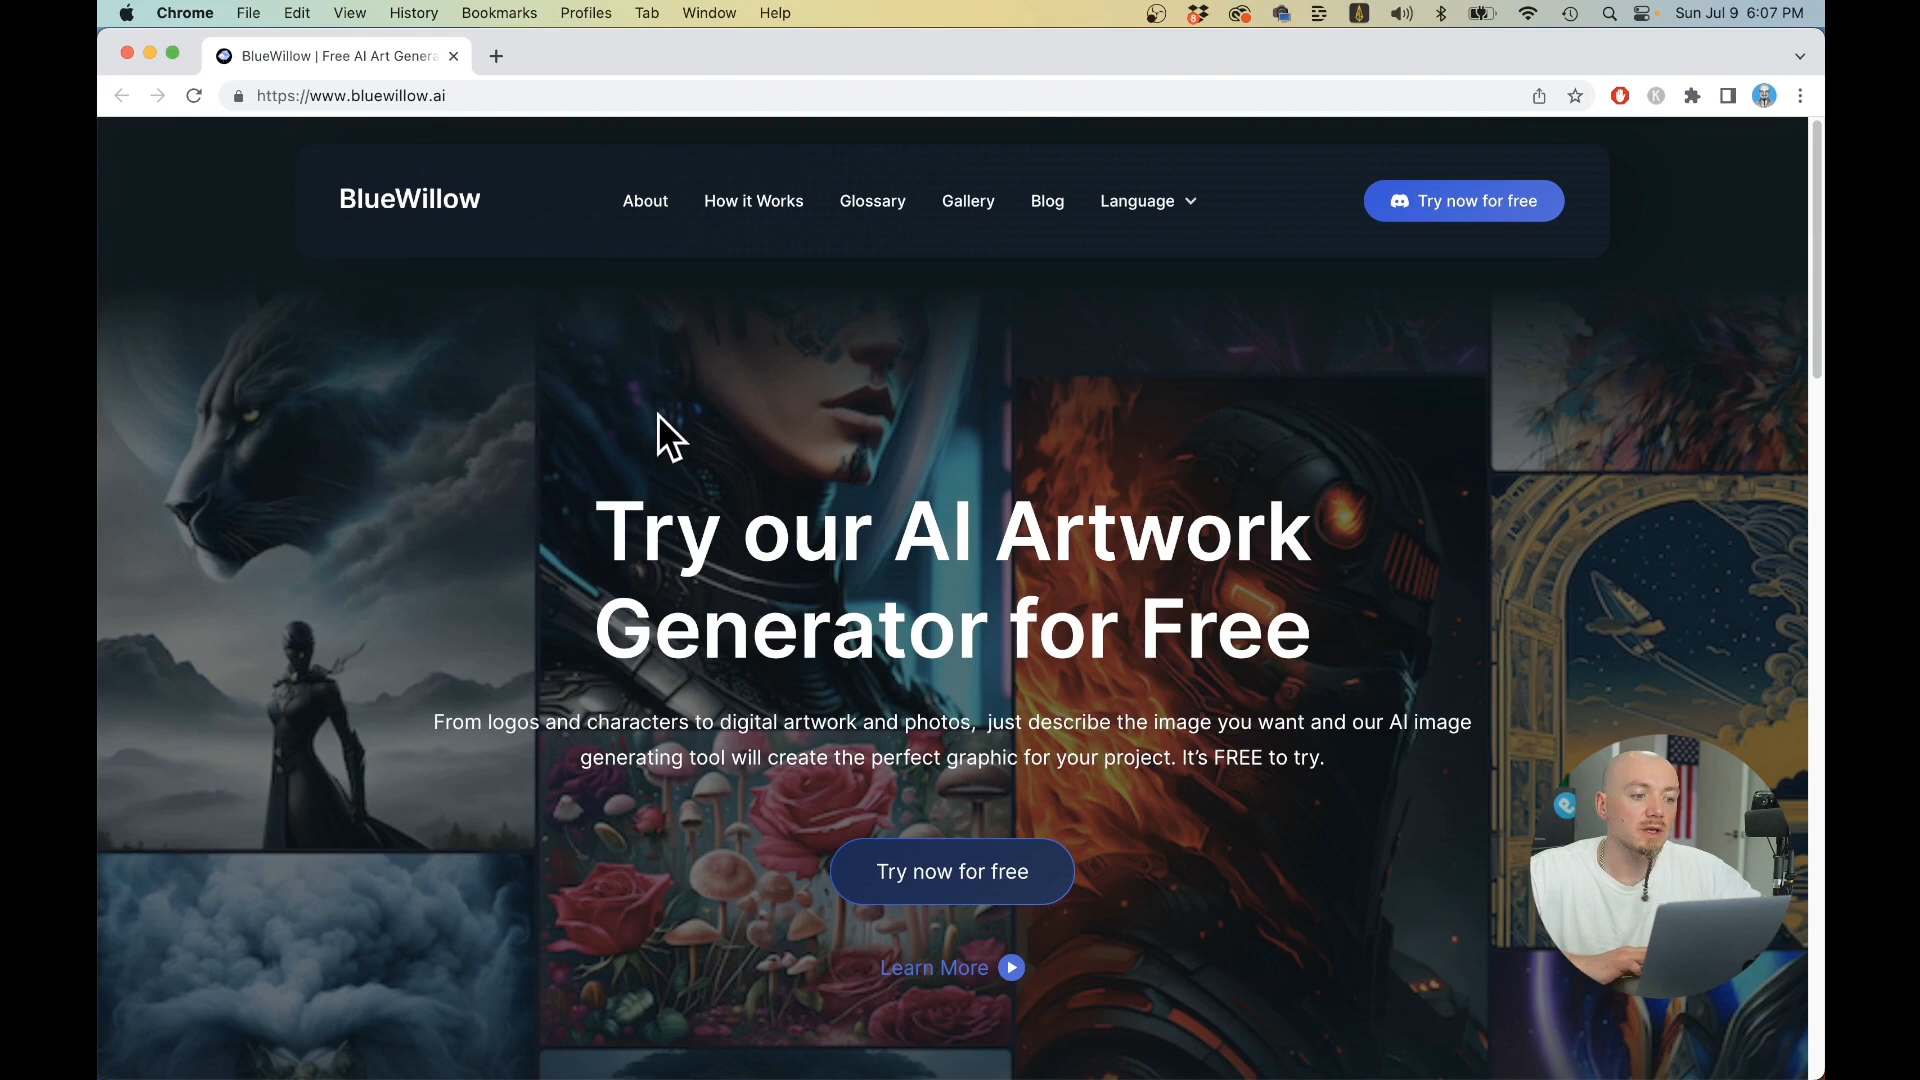 Chrome File Edit View History Bookmarks Profiles Tab Window Help
8
Sun Jul 9 6:07 PM
BlueWillow | Free AI Art Genera
https://www.bluewillow.ai
K
BlueWillow
About
How it Works
Glossary
Gallery
Blog
Language
Try now for free
Try our AI Artwork
Generator for Free
From logos and characters to digital artwork and photos, just describe the image you want and our AI image
generating tool will create the perfect graphic for your project. It's FREE to try.
Try now for free
Learn More